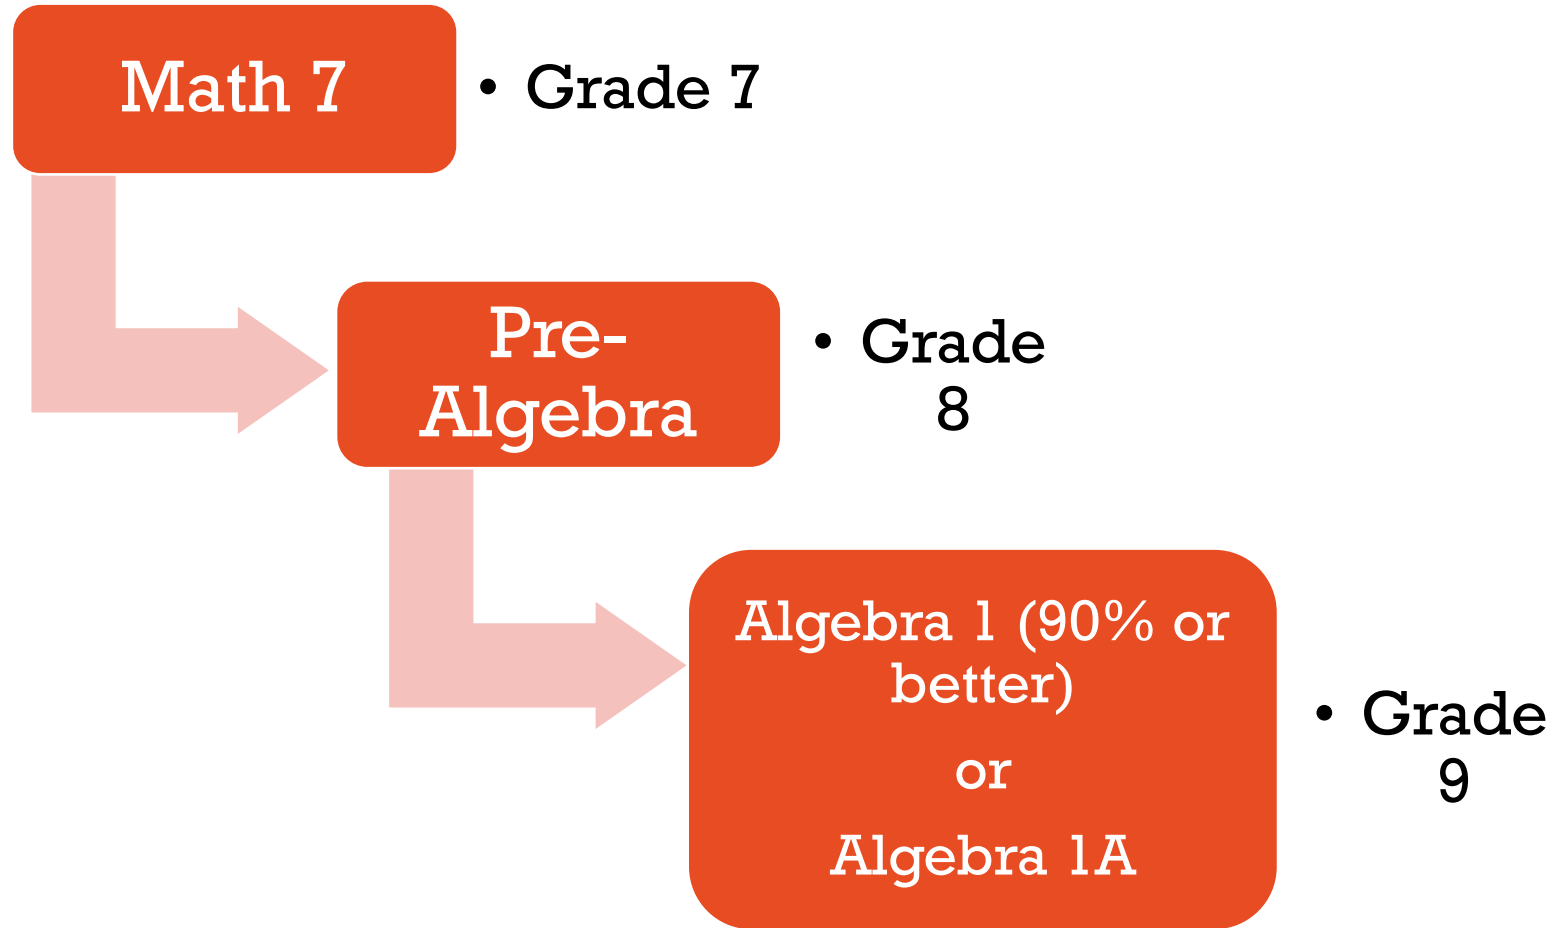 Math 7
• Grade 7
Pre-
Algebra
• Grade
8
Algebra 1 (90% or
better)
or
Algebra 1A
• Grade
9